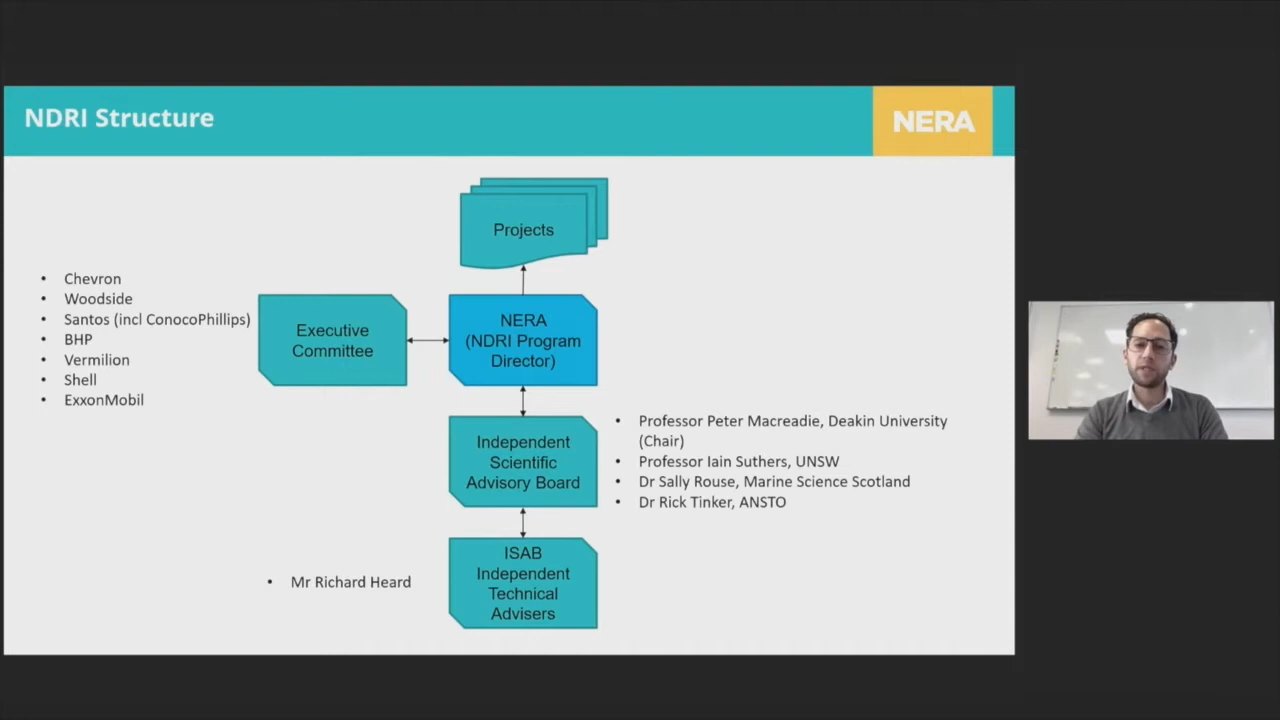 NDRI Structure
NERA
Projects
• Chevron
• Woodside
• Santos (incl ConocoPhillips)
• BHP
• Vermilion
• Shell
• ExxonMobil
Executive
Committee
NERA
(NDRI Program
Director)
Independent
Scientific
Advisory Board
• Professor Peter Macreadie, Deakin University
(Chair)
• Professor Iain Suthers, UNSW
• Dr Sally Rouse, Marine Science Scotland
• Dr Rick Tinker, ANSTO
• Mr Richard Heard
ISAB
Independent
Technical
Advisers